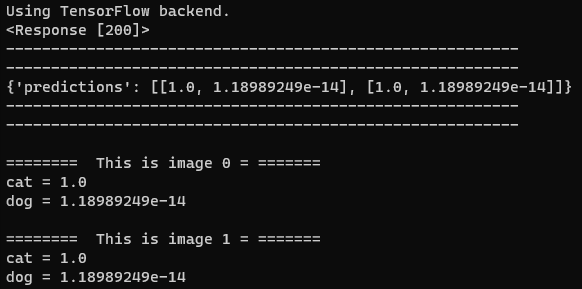 Using TensorFlow backend.
<Response [200]>
---------------------------------------------------------
---------------------------------------------------------
{'predictions': [[1.0, 1.18989249e-14], [1.0, 1.18989249e-14]]}
---------------------------------------------------------
---------------------------------------------------------
========  This is image 0 = =======
cat = 1.0
dog = 1.18989249e-14
========  This is image 1 = =======
cat = 1.0
dog = 1.18989249e-14